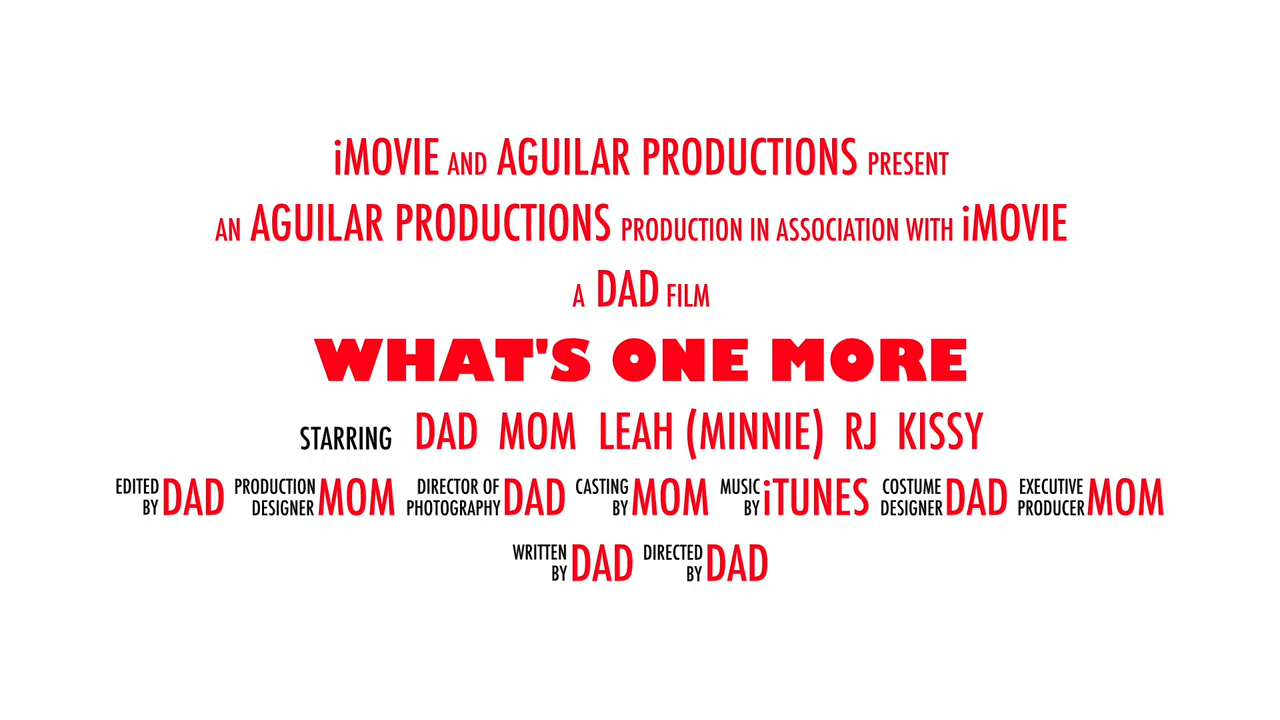 iMOVIE AND AGUILAR PRODUCTIONS PRESENT
AN AGUILAR PRODUCTIONS PRODUCTION IN ASSOCIATION WITH iMOVIE
A DAD FILM
WHAT'S ONE MORE
STARRING DAD MOM LEAH (MINNIE) RJ KISSY
EDITED BY DAD PRODUCTION DESIGNER MOM DIRECTOR OF PHOTOGRAPHY DAD CASTING BY MOM MUSIC BY iTUNES COSTUME DESIGNER DAD EXECUTIVE PRODUCER MOM
WRITTEN BY DAD DIRECTED BY DAD